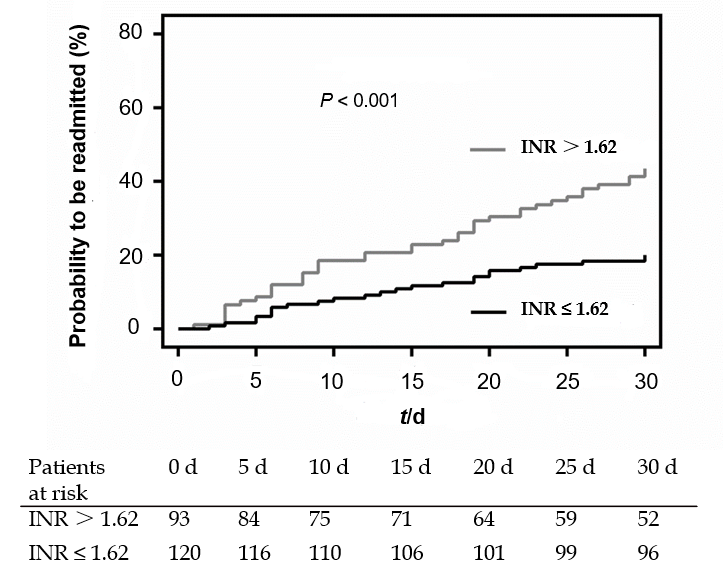 Probability to be readmitted (%)
80
60
40
20
0
P < 0.001
INR > 1.62
INR ≤ 1.62
0 5 10 15 20 25 30
t/d
Patients at risk 0 d 5 d 10 d 15 d 20 d 25 d 30 d
INR > 1.62 93 84 75 71 64 59 52
INR ≤ 1.62 120 116 110 106 101 99 96